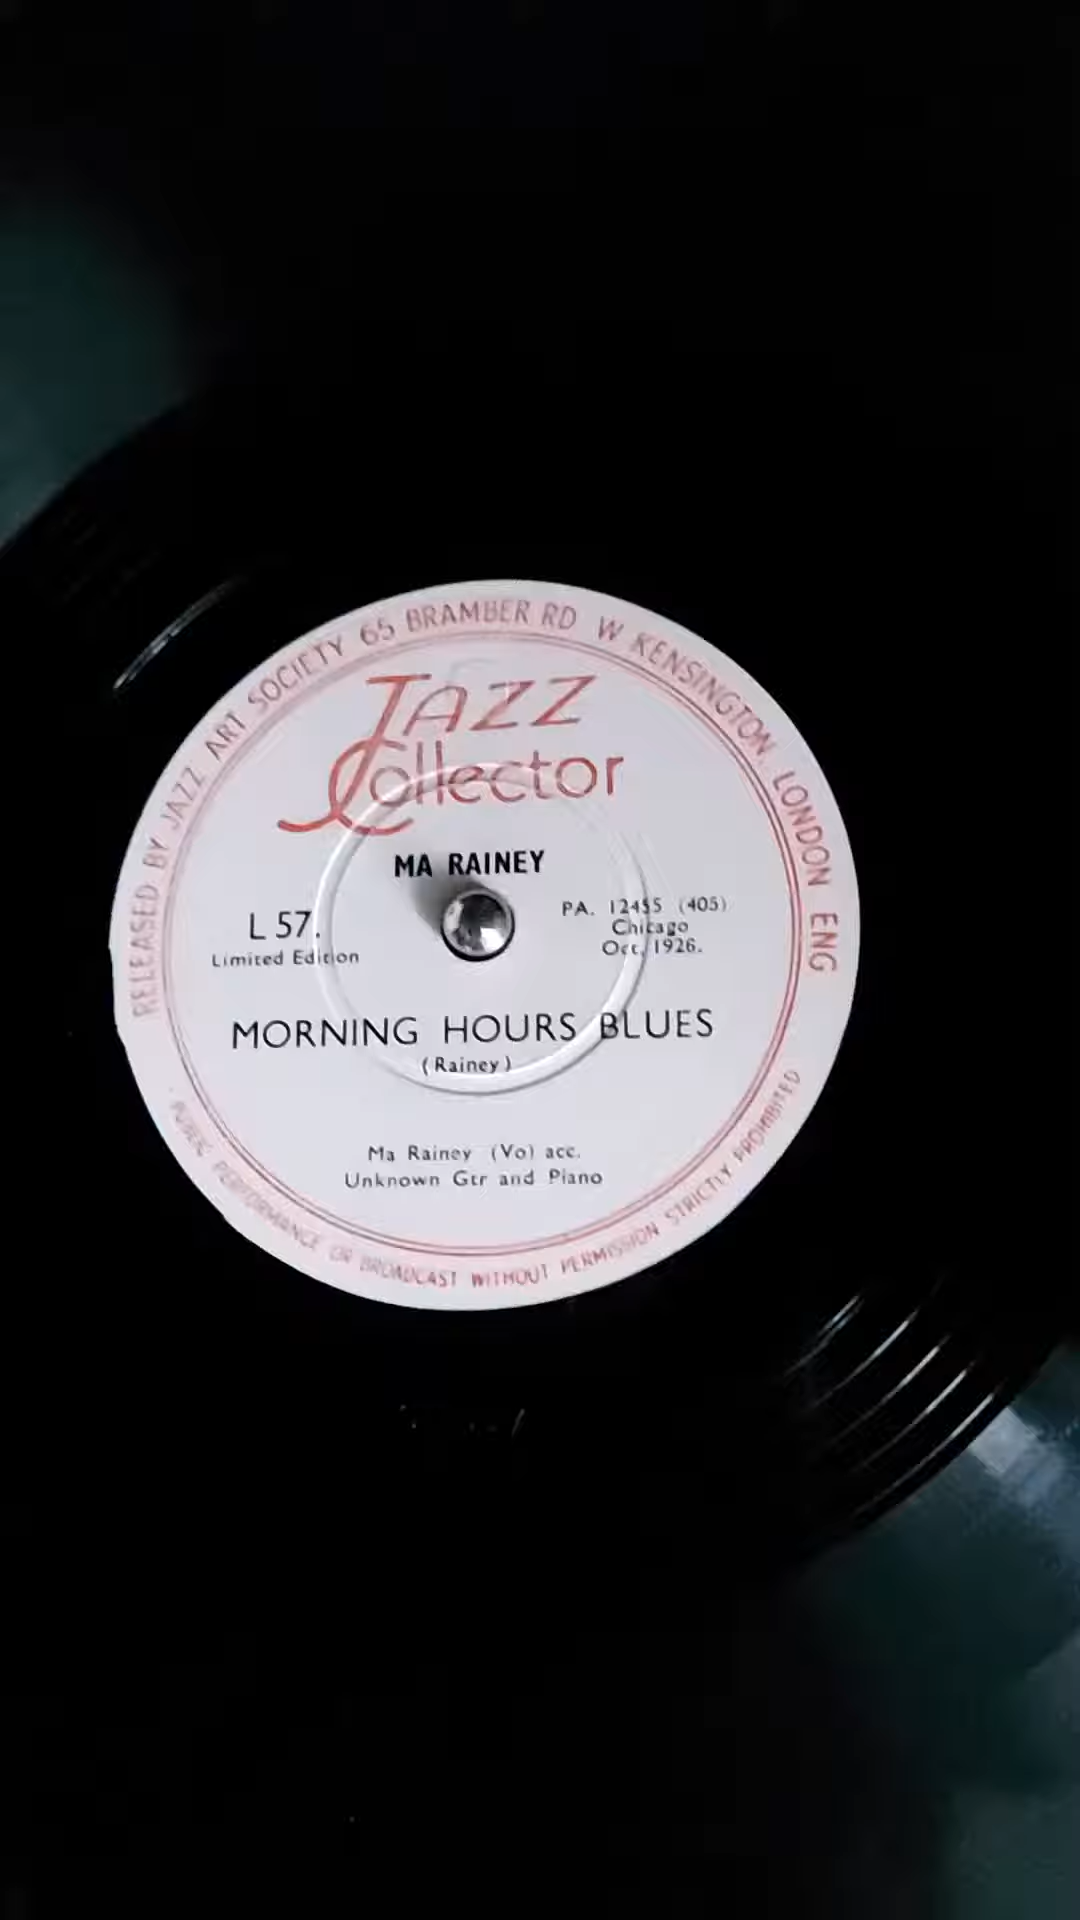 RELEASED BY JAZZ ART SOCIETY 65 BRAMBER RD W KENSINGTON. LONDON ENG
JAZZ
Collector
MA RAINEY
L 57.
Limited Edition
PA. 12455 (405)
Chicago
Oct. 1926.
MORNING HOURS BLUES
(Rainey)
Ma Rainey (Vo) acc.
Unknown Gtr and Piano
PUBLIC PERFORMANCE OR BROADCAST WITHOUT PERMISSION STRICTLY PROHIBITED